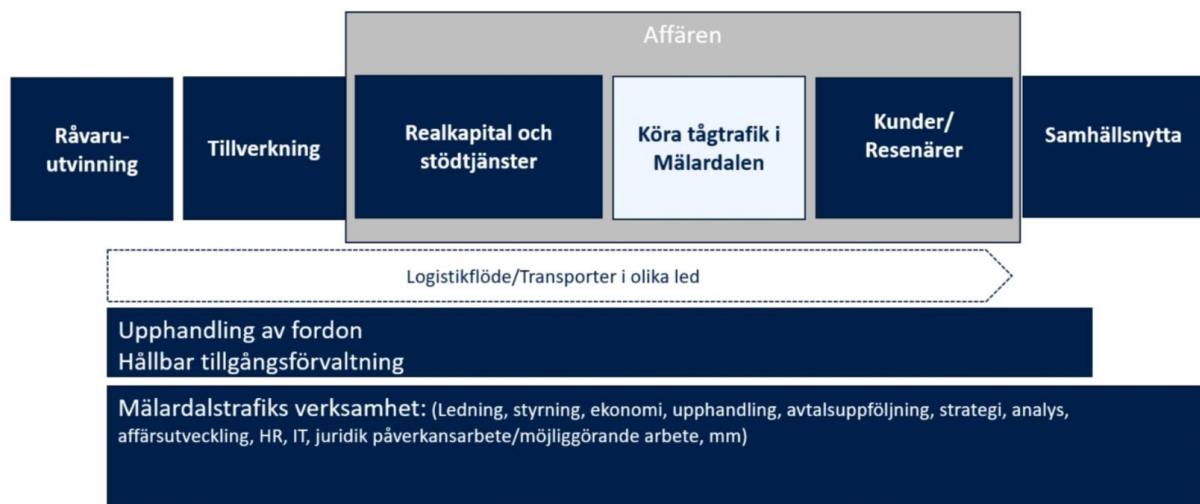 Affären
Råvaru-
utvinning
Tillverkning
Realkapital och
stödtjänster
Köra tågtrafik i
Mälardalen
Kunder/
Resenärer
Samhällsnytta
Logistikflöde/Transporter i olika led
Upphandling av fordon
Hållbar tillgångsförvaltning
Mälardalstrafiks verksamhet: (Ledning, styrning, ekonomi, upphandling, avtalsuppföljning, strategi, analys,
affärsutveckling, HR, IT, juridik påverkansarbete/möjliggörande arbete, mm)